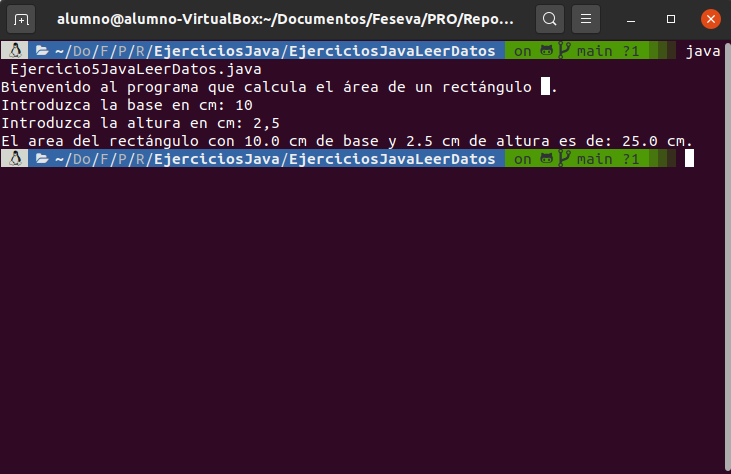 alumno@alumno-VirtualBox:~/Documentos/Feseva/PRO/Repo...
~/Do/F/P/R/EjerciciosJava/EjerciciosJavaLeerDatos on main ?1 java
Ejercicio5JavaLeerDatos.java
Bienvenido al programa que calcula el área de un rectángulo █.
Introduzca la base en cm: 10
Introduzca la altura en cm: 2,5
El area del rectángulo con 10.0 cm de base y 2.5 cm de altura es de: 25.0 cm.
~/Do/F/P/R/EjerciciosJava/EjerciciosJavaLeerDatos on main ?1